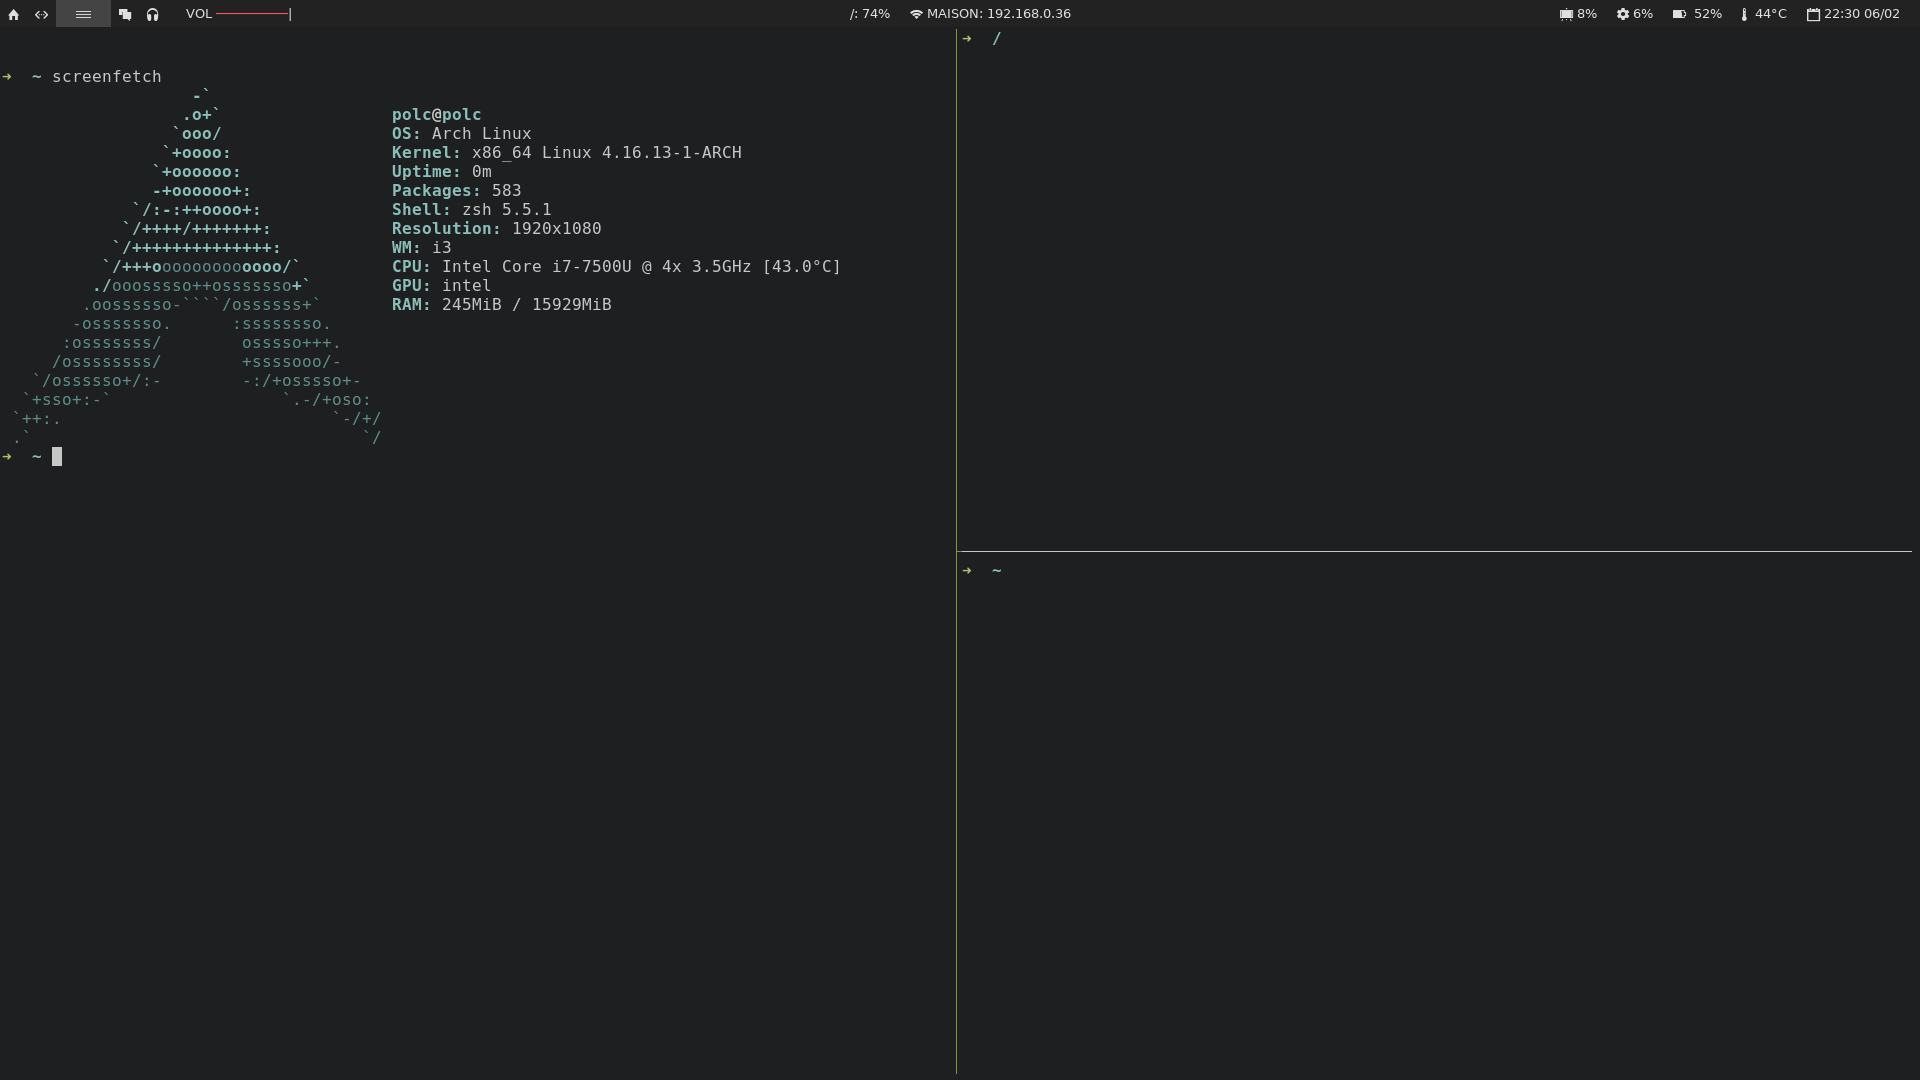 VOL /: 74% MAISON: 192.168.0.36 8% 6% 52% 44°C 22:30 06/02
➜  ~ screenfetch
                   -`
                  .o+`                 polc@polc
                 `ooo/                 OS: Arch Linux
                `+oooo:                Kernel: x86_64 Linux 4.16.13-1-ARCH
               `+oooooo:               Uptime: 0m
               -+oooooo+:              Packages: 583
             `/:-:++oooo+:             Shell: zsh 5.5.1
            `/++++/+++++++:            Resolution: 1920x1080
           `/++++++++++++++:           WM: i3
          `/+++ooooooooooooo/`         CPU: Intel Core i7-7500U @ 4x 3.5GHz [43.0°C]
         ./ooosssso++osssssso+`        GPU: intel
        .oossssso-````/ossssss+`       RAM: 245MiB / 15929MiB
       -osssssso.      :ssssssso.
      :osssssss/        osssso+++.
     /ossssssss/        +ssssooo/-
   `/ossssso+/:-        -:/+osssso+-
  `+sso+:-`                 `.-/+oso:
 `++:.                           `-/+/
 .`                                 `/
➜  ~
➜  /
➜  ~